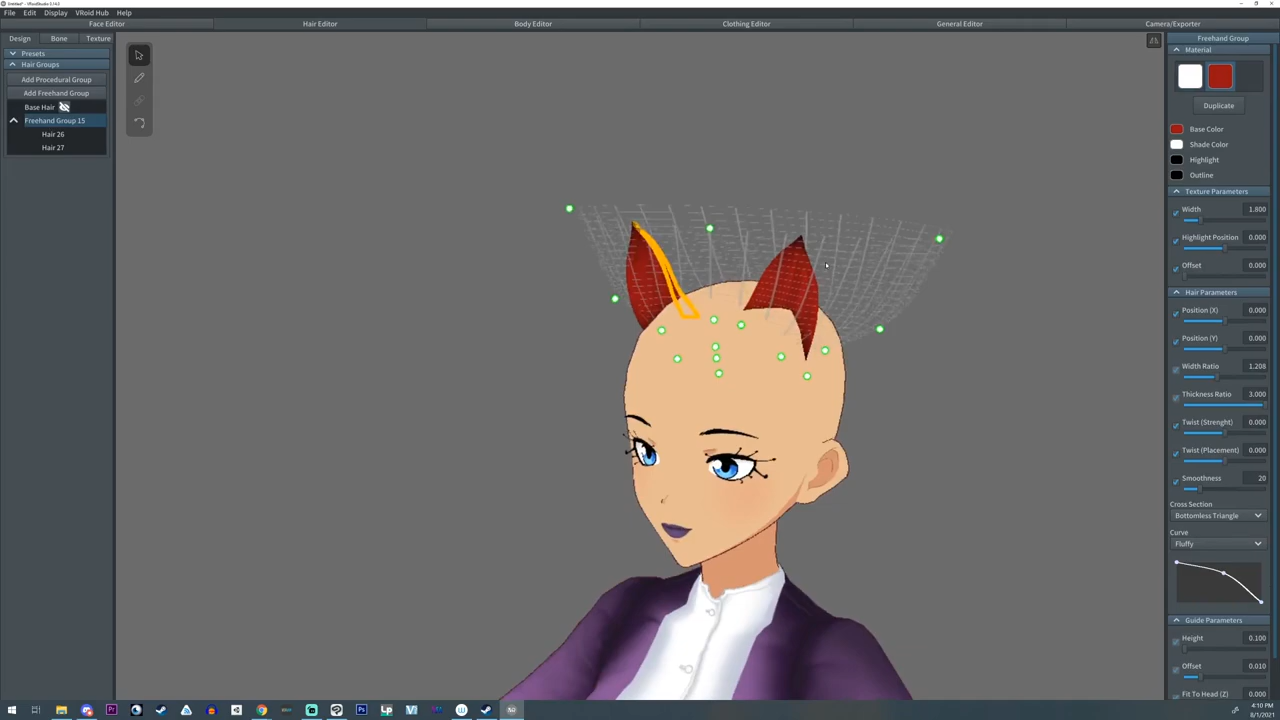 Untitled* - VRoidStudio
File Edit Display VRoid Hub Help
Face Editor Hair Editor Body Editor Clothing Editor General Editor Camera/Exporter
Design Bone Texture
Presets
Hair Groups
Add Procedural Group
Add Freehand Group
Base Hair
Freehand Group 15
Hair 26
Hair 27
Freehand Group
Material
Duplicate
Base Color
Shade Color
Highlight
Outline
Texture Parameters
Width 1.800
Highlight Position 0.000
Offset 0.000
Hair Parameters
Position (X) 0.000
Position (Y) 0.000
Width Ratio 1.208
Thickness Ratio 3.000
Twist (Strenght) 0.000
Twist (Placement) 0.000
Smoothness 20
Cross Section
Bottomless Triangle
Curve
Fluffy
Guide Parameters
Height 0.100
Offset 0.010
Fit To Head (Z) 0.000
4:10 PM
8/1/2021